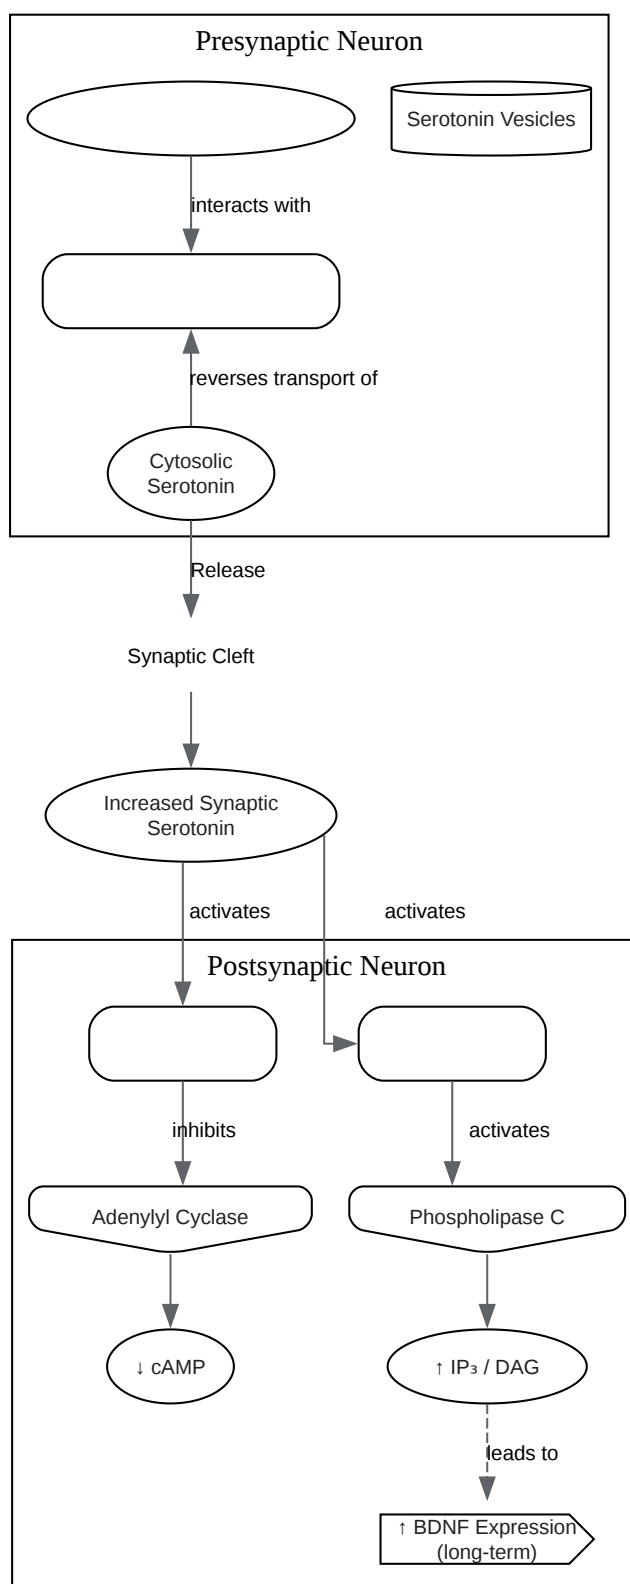 Presynaptic Neuron
Serotonin Vesicles
interacts with
reverses transport of
Cytosolic
Serotonin
Release
Synaptic Cleft
Increased Synaptic
Serotonin
activates
activates
Postsynaptic Neuron
inhibits
activates
Adenylyl Cyclase
Phospholipase C
↓ cAMP
↑ IP₃ / DAG
leads to
↑ BDNF Expression
(long-term)